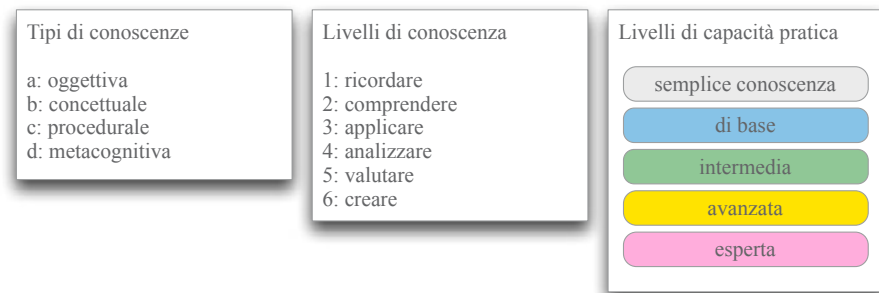 Tipi di conoscenze
a: oggettiva
b: concettuale
c: procedurale
d: metacognitiva
Livelli di conoscenza
1: ricordare
2: comprendere
3: applicare
4: analizzare
5: valutare
6: creare
Livelli di capacità pratica
semplice conoscenza
di base
intermedia
avanzata
esperta